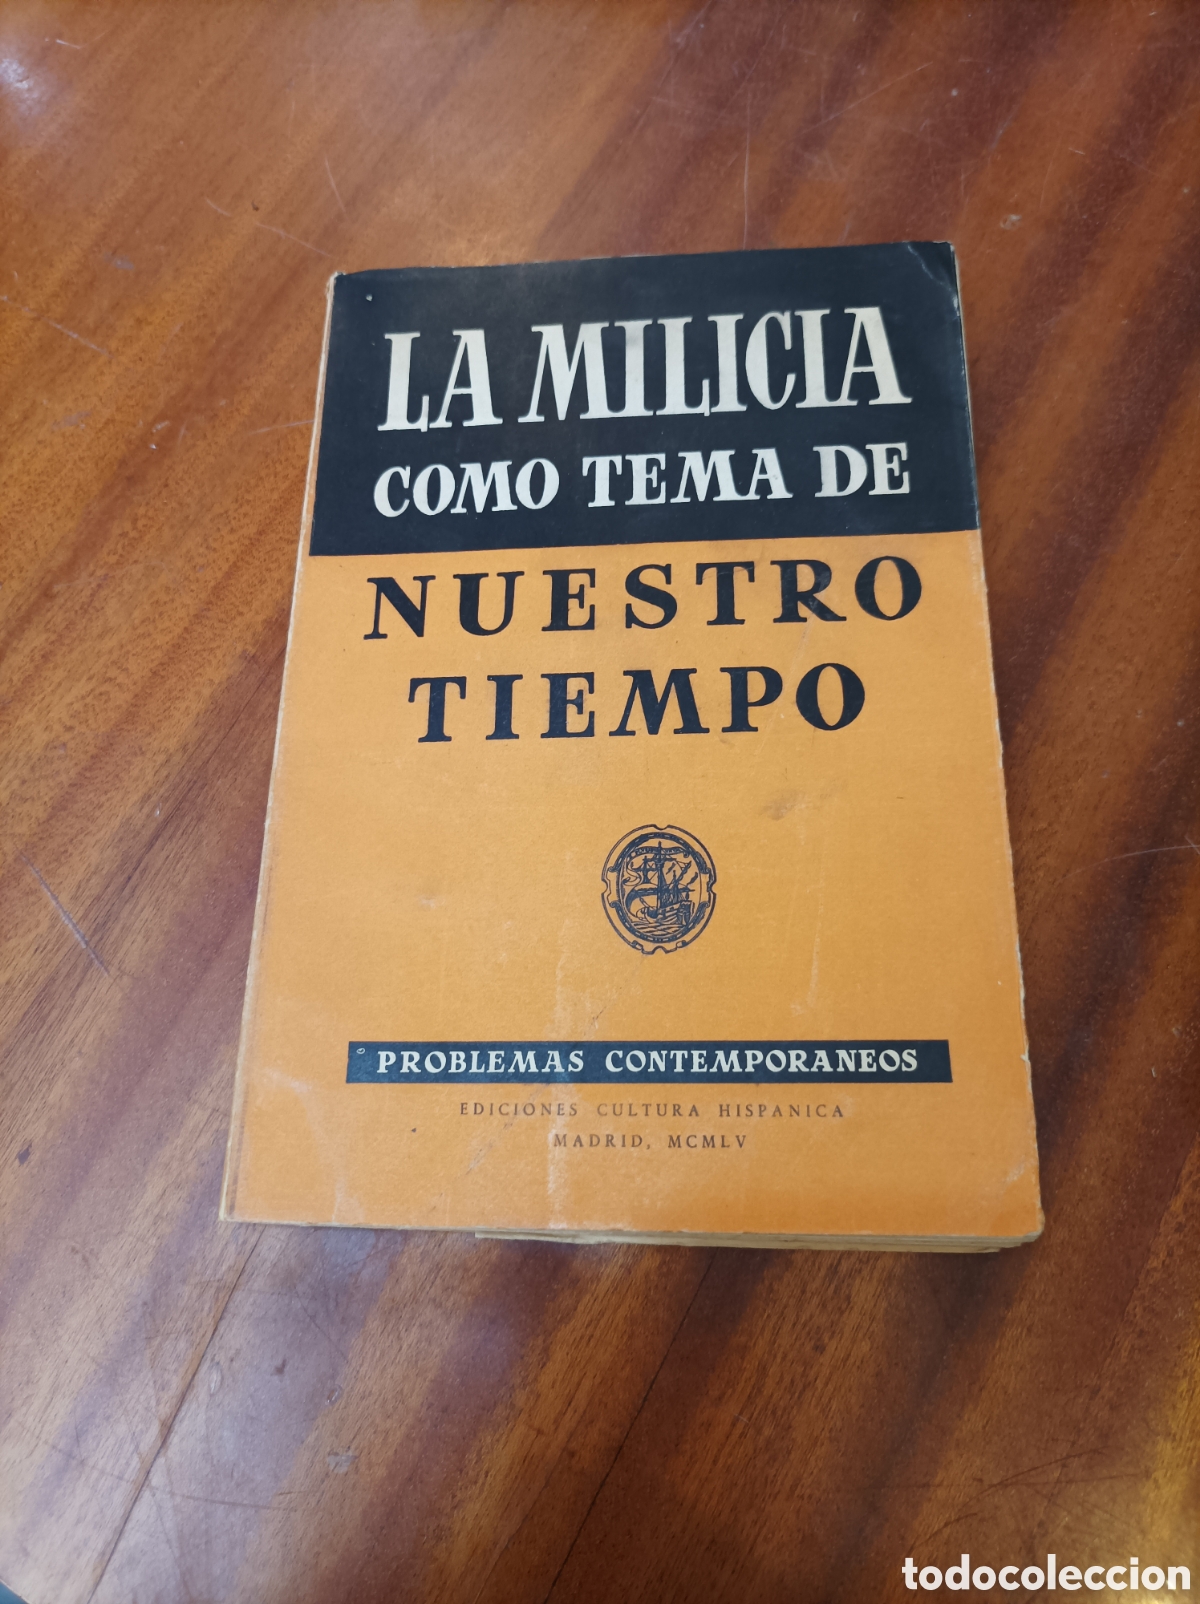 LA MILICIA
COMO TEMA DE
NUESTRO
TIEMPO
PROBLEMAS CONTEMPORANEOS
EDICIONES CULTURA HISPANICA
MADRID, MCMLV
todocoleccion